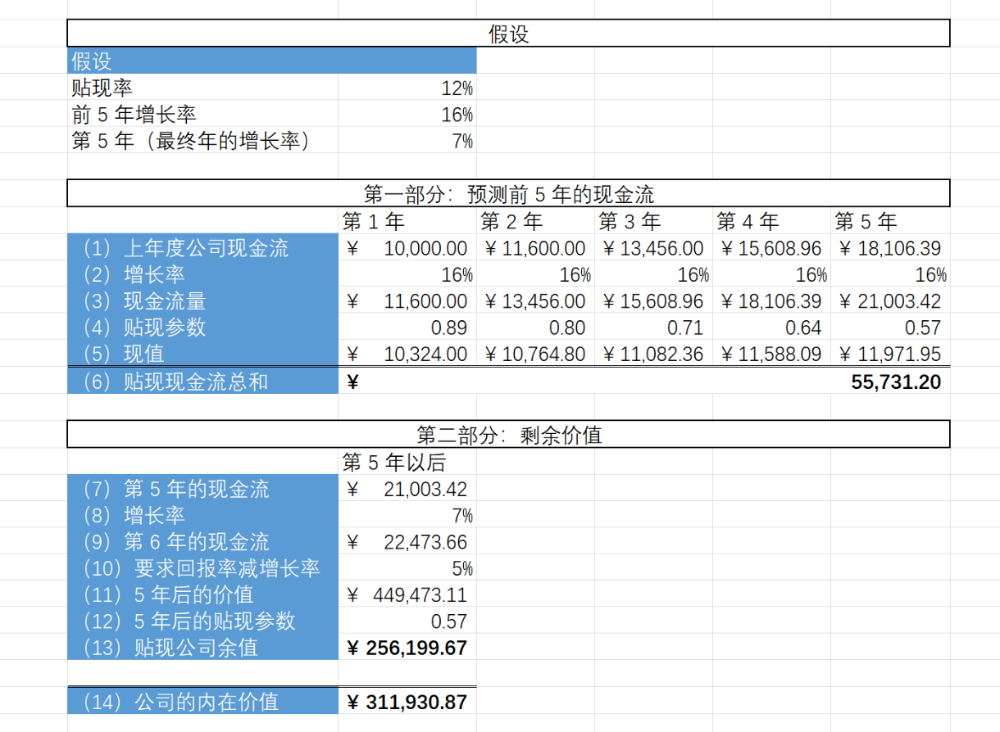 假设
假设
贴现率 12%
前 5 年增长率 16%
第 5 年（最终年的增长率） 7%
第一部分：预测前 5 年的现金流
第 1 年 第 2 年 第 3 年 第 4 年 第 5 年
（1）上年度公司现金流 ¥ 10,000.00 ¥ 11,600.00 ¥ 13,456.00 ¥ 15,608.96 ¥ 18,106.39
（2）增长率 16% 16% 16% 16% 16%
（3）现金流量 ¥ 11,600.00 ¥ 13,456.00 ¥ 15,608.96 ¥ 18,106.39 ¥ 21,003.42
（4）贴现参数 0.89 0.80 0.71 0.64 0.57
（5）现值 ¥ 10,324.00 ¥ 10,764.80 ¥ 11,082.36 ¥ 11,588.09 ¥ 11,971.95
（6）贴现现金流总和 ¥ 55,731.20
第二部分：剩余价值
第 5 年以后
（7）第 5 年的现金流 ¥ 21,003.42
（8）增长率 7%
（9）第 6 年的现金流 ¥ 22,473.66
（10）要求回报率减增长率 5%
（11）5 年后的价值 ¥ 449,473.11
（12）5 年后的贴现参数 0.57
（13）贴现公司余值 ¥ 256,199.67
（14）公司的内在价值 ¥ 311,930.87